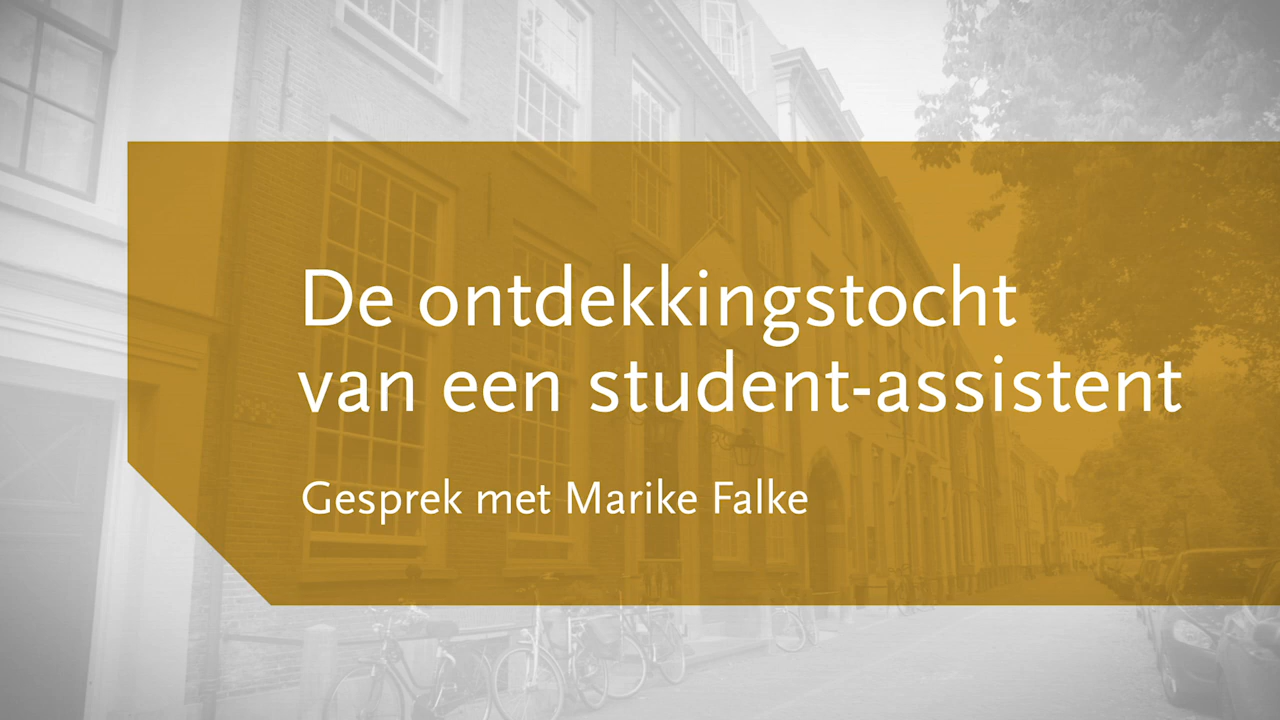 De ontdekkingstocht
van een student-assistent
Gesprek met Marike Falke